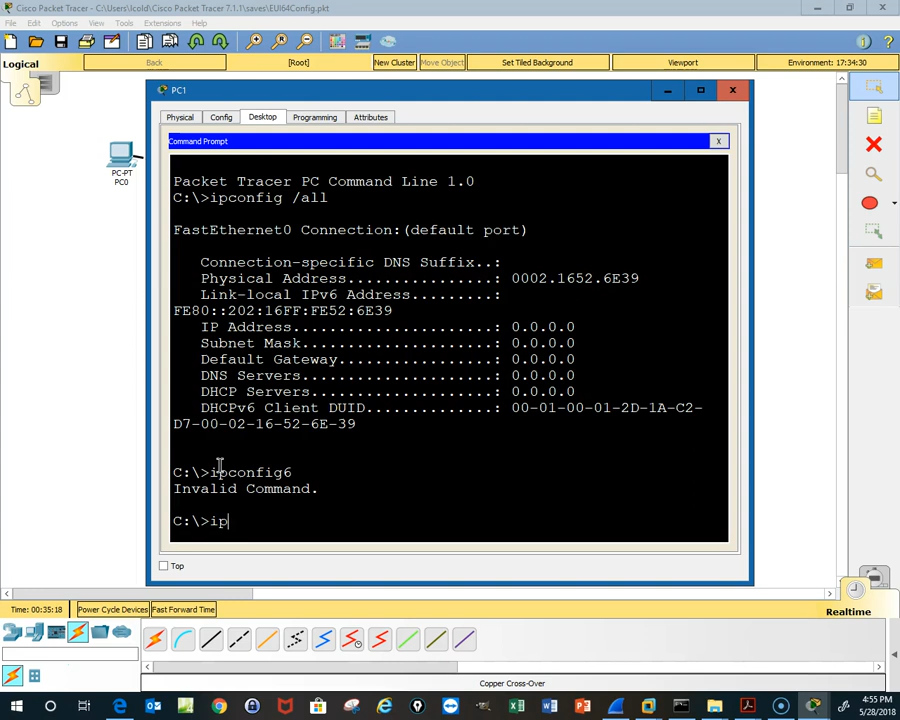 Cisco Packet Tracer - C:\Users\Icold\Cisco Packet Tracer 7.1.1\saves\EUI64Config.pkt
File Edit Options View Tools Extensions Help
Logical Back [Root] New Cluster Move Object Set Tiled Background Viewport Environment: 17:34:30
PC1
Physical Config Desktop Programming Attributes
Command Prompt X
Packet Tracer PC Command Line 1.0
C:\>ipconfig /all
FastEthernet0 Connection:(default port)
Connection-specific DNS Suffix..:
Physical Address................: 0002.1652.6E39
Link-local IPv6 Address.........:
FE80::202:16FF:FE52:6E39
IP Address......................: 0.0.0.0
Subnet Mask.....................: 0.0.0.0
Default Gateway.................: 0.0.0.0
DNS Servers.....................: 0.0.0.0
DHCP Servers....................: 0.0.0.0
DHCPv6 Client DUID..............: 00-01-00-01-2D-1A-C2-
D7-00-02-16-52-6E-39
C:\>ipconfig6
Invalid Command.
C:\>ip
PC-PT
PC0
Top
Time: 00:35:18 Power Cycle Devices Fast Forward Time
Realtime
Copper Cross-Over
4:55 PM
5/28/2018